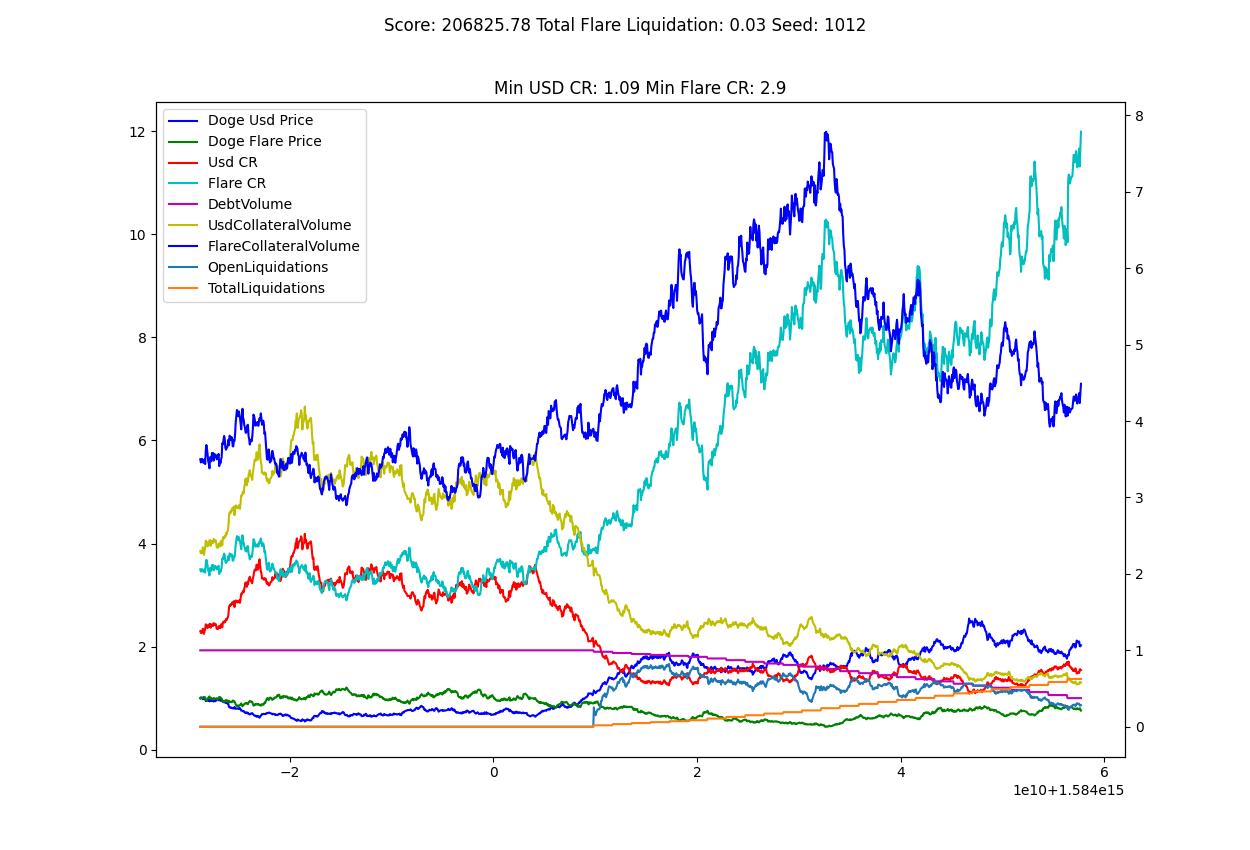 Score: 206825.78 Total Flare Liquidation: 0.03 Seed: 1012
Min USD CR: 1.09 Min Flare CR: 2.9
Doge Usd Price
Doge Flare Price
Usd CR
Flare CR
DebtVolume
UsdCollateralVolume
FlareCollateralVolume
OpenLiquidations
TotalLiquidations
12
10
8
6
4
2
0
8
7
6
5
4
3
2
1
0
−2
0
2
4
6
1e10+1.584e15